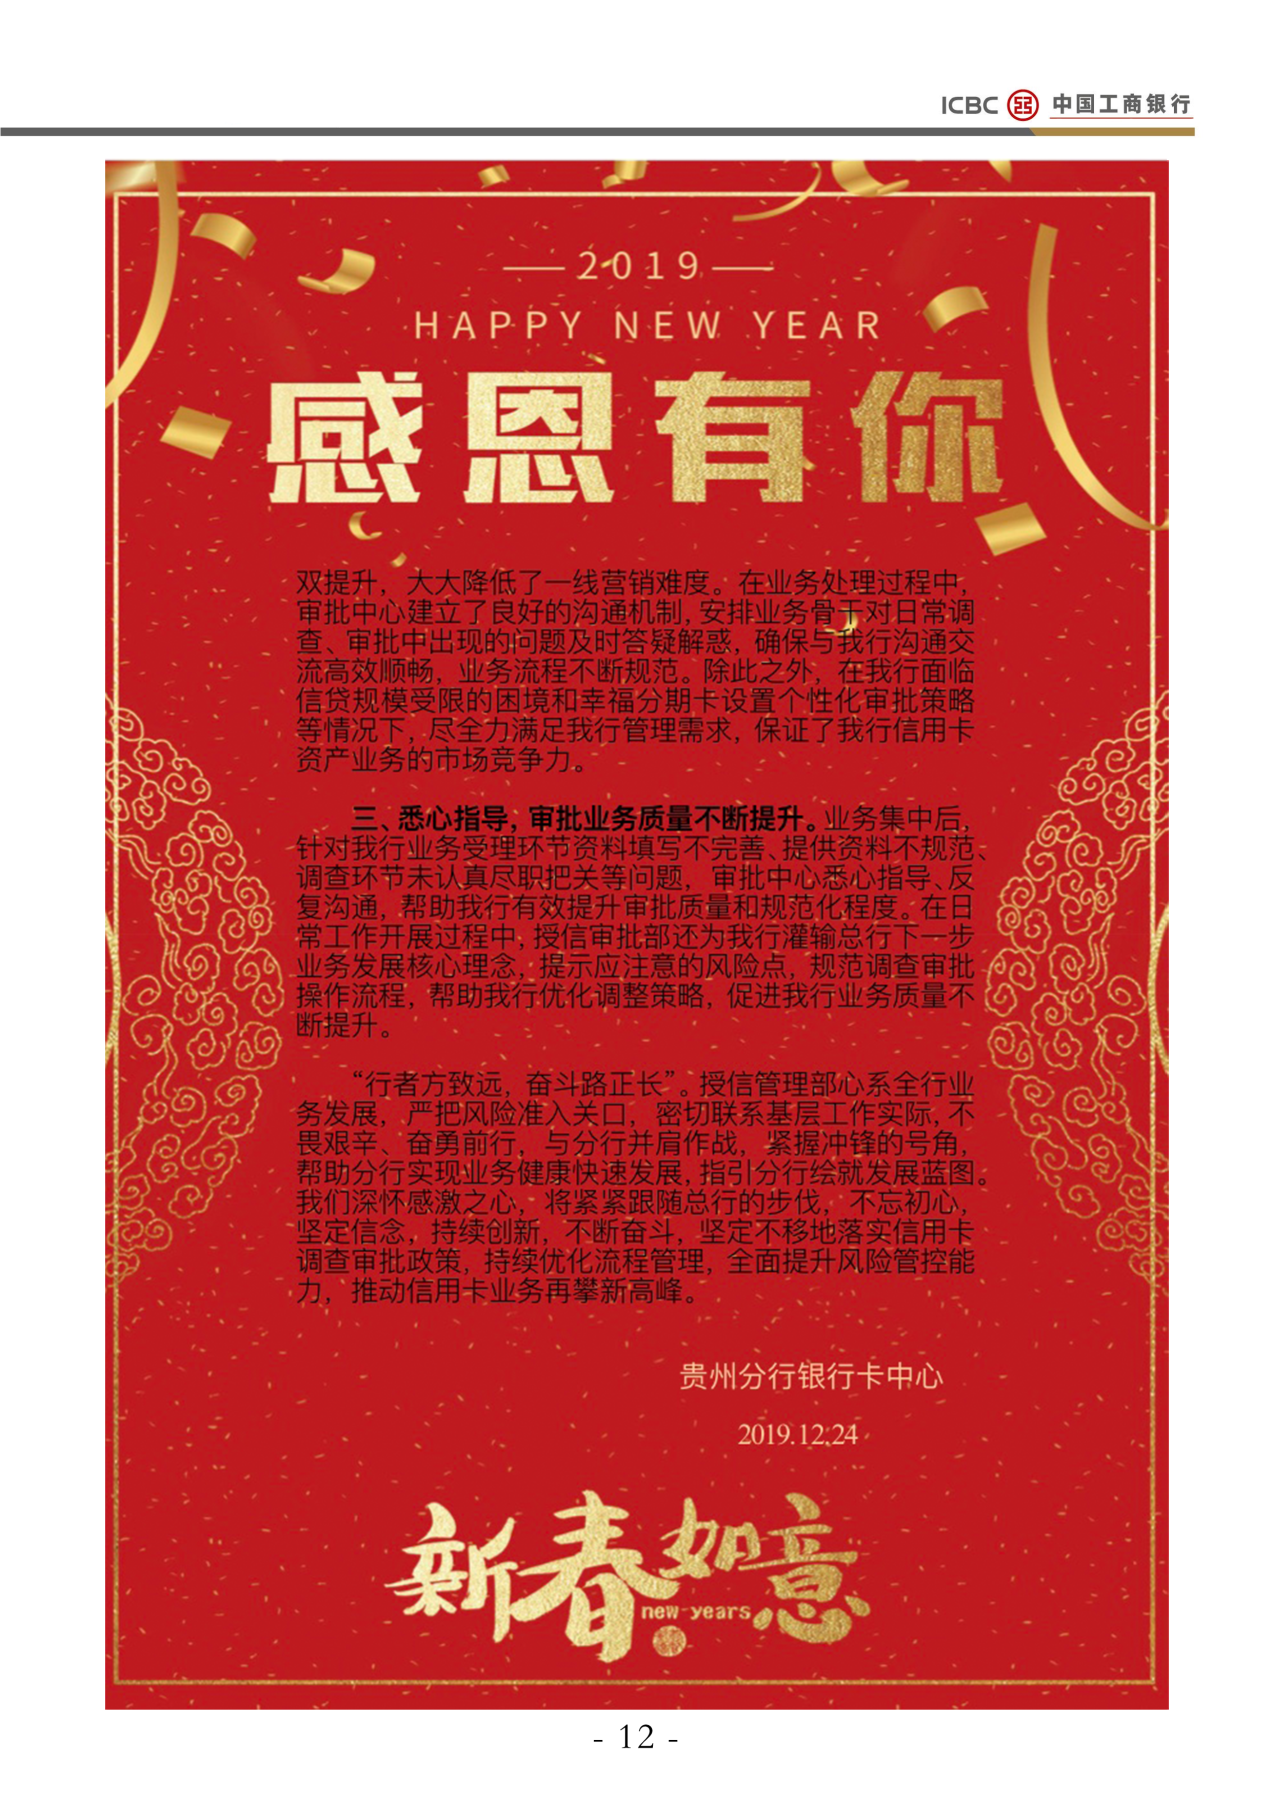 ICBC 中国工商银行
2019
HAPPY NEW YEAR
感恩有你
双提升，大大降低了一线营销难度。在业务处理过程中，
审批中心建立了良好的沟通机制，安排业务骨干对日常调
查、审批中出现的问题及时答疑解惑，确保与我行沟通交
流高效顺畅，业务流程不断规范。除此之外，在我行面临
信贷规模受限的困境和幸福分期卡设置个性化审批策略
等情况下，尽全力满足我行管理需求，保证了我行信用卡
资产业务的市场竞争力。
三、悉心指导，审批业务质量不断提升。业务集中后，
针对我行业务受理环节资料填写不完善、提供资料不规范、
调查环节未认真尽职把关等问题，审批中心悉心指导、反
复沟通，帮助我行有效提升审批质量和规范化程度。在日
常工作开展过程中，授信审批部还为我行灌输总行下一步
业务发展核心理念，提示应注意的风险点，规范调查审批
操作流程，帮助我行优化调整策略，促进我行业务质量不
断提升。
“行者方致远，奋斗路正长”。授信管理部心系全行业
务发展，严把风险准入关口，密切联系基层工作实际，不
畏艰辛、奋勇前行，与分行并肩作战，紧握冲锋的号角，
帮助分行实现业务健康快速发展，指引分行绘就发展蓝图。
我们深怀感激之心，将紧紧跟随总行的步伐，不忘初心，
坚定信念，持续创新，不断奋斗，坚定不移地落实信用卡
调查审批政策，持续优化流程管理，全面提升风险管控能
力，推动信用卡业务再攀新高峰。
贵州分行银行卡中心
2019.12.24
新春如意
new-years
- 12 -